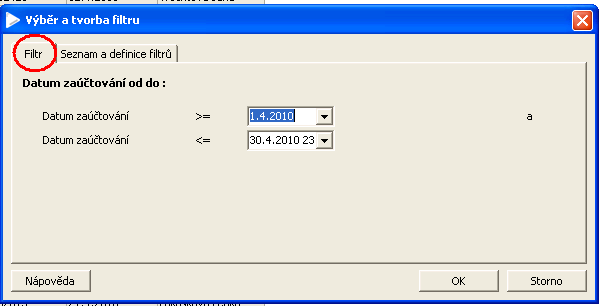 Výběr a tvorba filtru
Filtr Seznam a definice filtrů
Datum zaúčtování od do :
Datum zaúčtování >= 1.4.2010 a
Datum zaúčtování <= 30.4.2010 23
Nápověda OK Storno